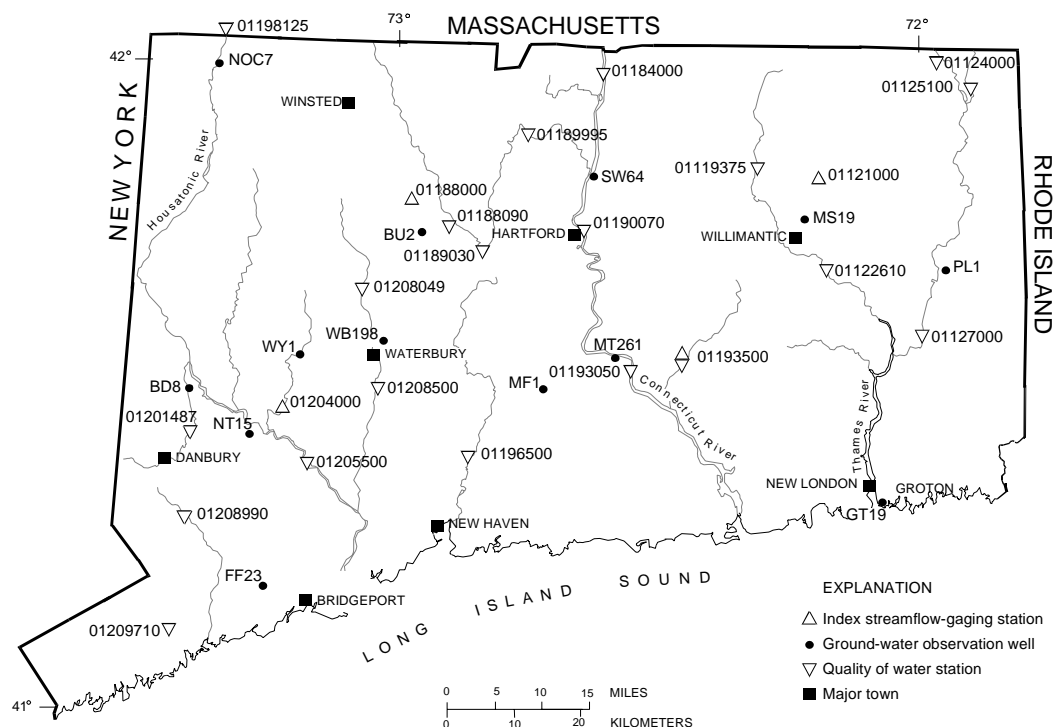 MASSACHUSETTS
73°
72°
42°
01198125
NOC7
01184000
01124000
01125100
WINSTED
NEW YORK
Housatonic River
01189995
01119375
01121000
SW64
RHODE ISLAND
01188000
01188090
BU2
HARTFORD
01190070
MS19
WILLIMANTIC
01189030
PL1
01122610
01208049
WB198
WY1
WATERBURY
MT261
01193500
01127000
01193050
BD8
01208500
MF1
01204000
Connecticut River
01201487
NT15
Thames River
DANBURY
01205500
01196500
NEW LONDON
GROTON
GT19
01208990
NEW HAVEN
FF23
BRIDGEPORT
LONG ISLAND SOUND
01209710
EXPLANATION
Index streamflow-gaging station
Ground-water observation well
Quality of water station
Major town
41°
0 5 10 15 MILES
0 10 20 KILOMETERS